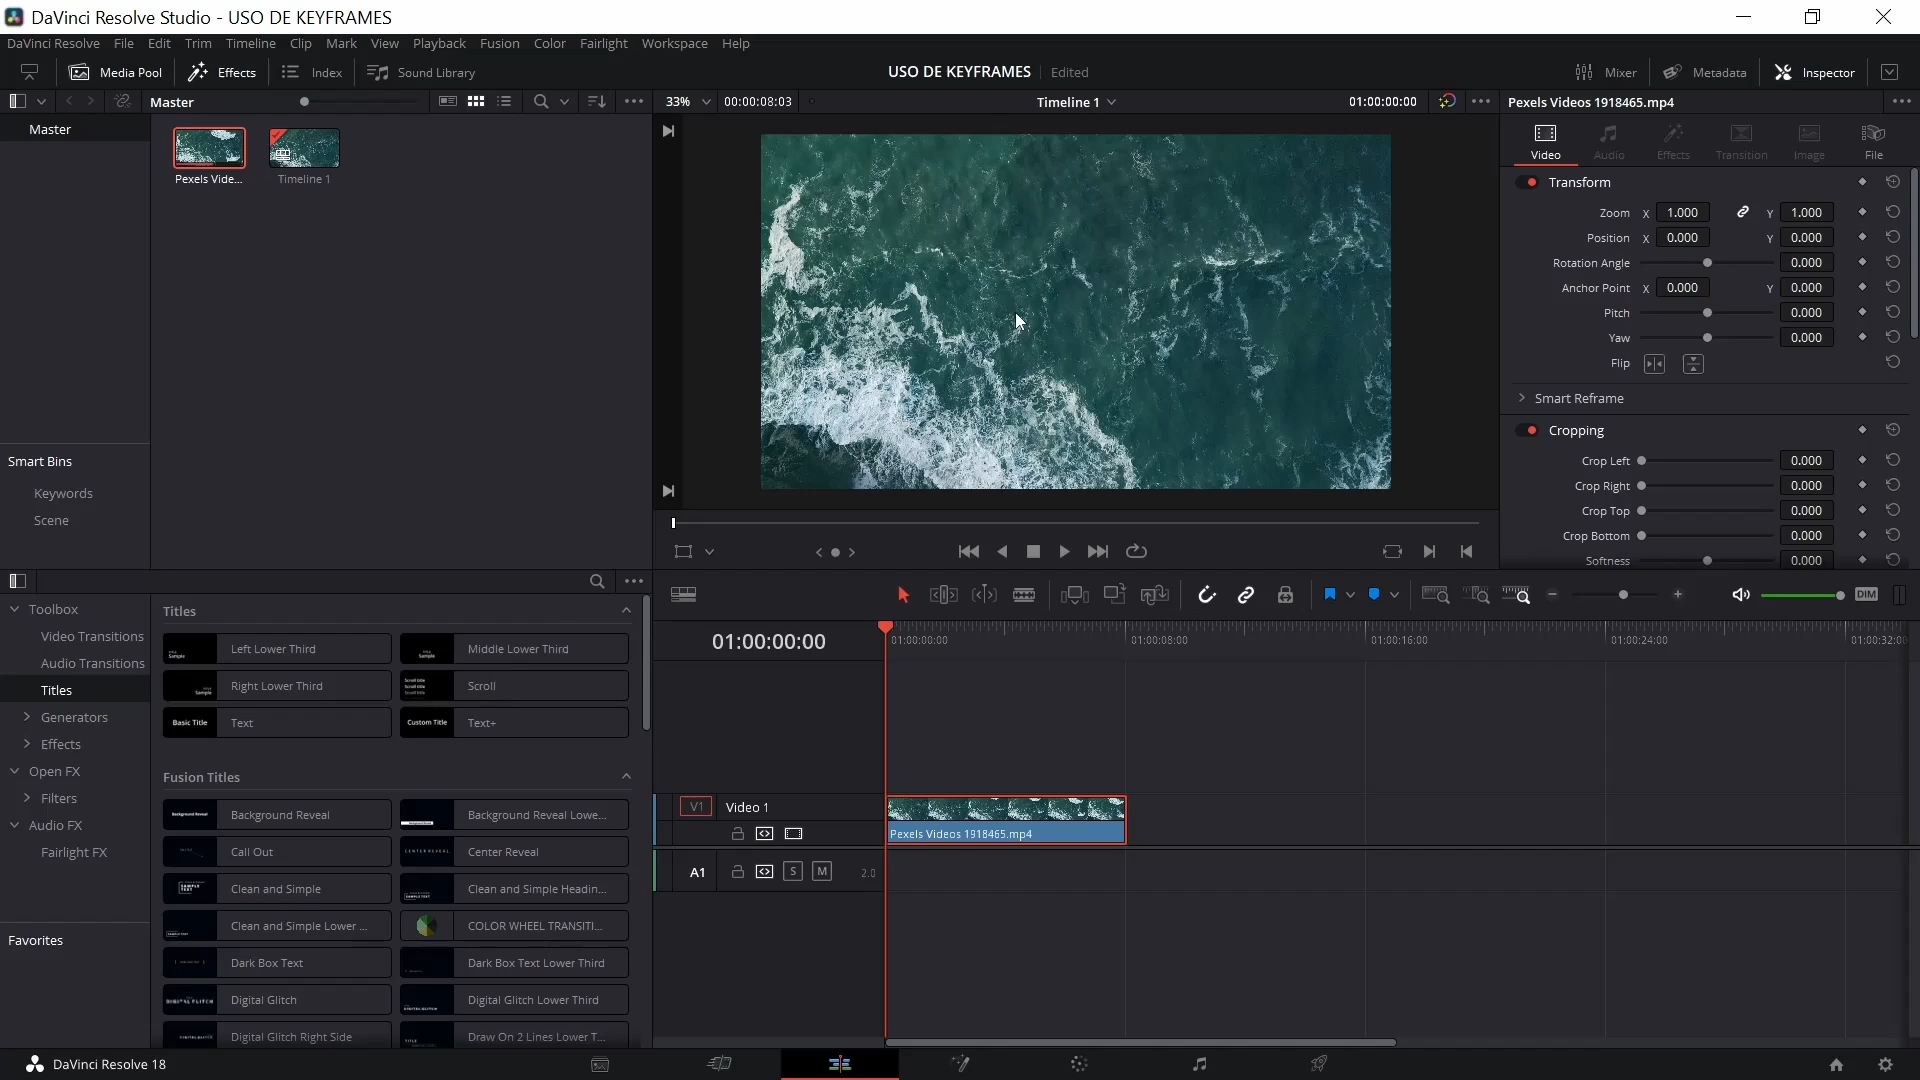 DaVinci Resolve Studio - USO DE KEYFRAMES
DaVinci Resolve File Edit Trim Timeline Clip Mark View Playback Fusion Color Fairlight Workspace Help
Media Pool Effects Index Sound Library USO DE KEYFRAMES Edited Mixer Metadata Inspector
Master 33% 00:00:08:03 Timeline 1 01:00:00:00 Pexels Videos 1918465.mp4
Master
Pexels Vide... Timeline 1
Video Audio Effects Transition Image File
Transform
Zoom X 1.000 Y 1.000
Position X 0.000 Y 0.000
Rotation Angle 0.000
Anchor Point X 0.000 Y 0.000
Pitch 0.000
Yaw 0.000
Flip
Smart Reframe
Cropping
Crop Left 0.000
Crop Right 0.000
Crop Top 0.000
Crop Bottom 0.000
Softness 0.000
Smart Bins
Keywords
Scene
DIM
Toolbox
Video Transitions
Audio Transitions
Titles
Generators
Effects
Open FX
Filters
Audio FX
Fairlight FX
Favorites
Titles
Left Lower Third Middle Lower Third
Right Lower Third Scroll
Basic Title Text Custom Title Text+
Fusion Titles
Background Reveal Background Reveal Lowe...
Call Out Center Reveal
Clean and Simple Clean and Simple Headin...
Clean and Simple Lower ... COLOR WHEEL TRANSITI...
Dark Box Text Dark Box Text Lower Third
Digital Glitch Digital Glitch Lower Third
Digital Glitch Right Side Draw On 2 Lines Lower T...
01:00:00:00 01:00:00:00 01:00:08:00 01:00:16:00 01:00:24:00 01:00:32:0
V1 Video 1
Pexels Videos 1918465.mp4
A1 S M 2.0
DaVinci Resolve 18